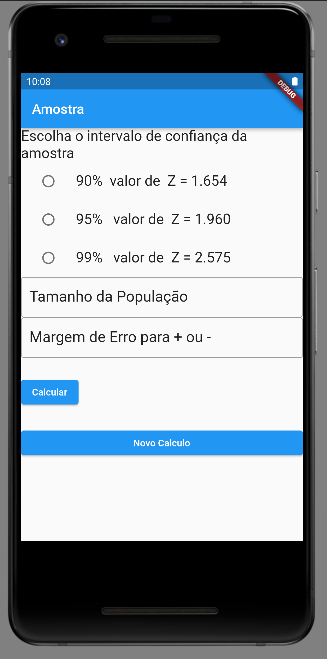 10:08
DEBUG
Amostra
Escolha o intervalo de confiança da
amostra
90%  valor de  Z = 1.654
95%   valor de  Z = 1.960
99%   valor de  Z = 2.575
Tamanho da População
Margem de Erro para + ou -
Calcular
Novo Calculo